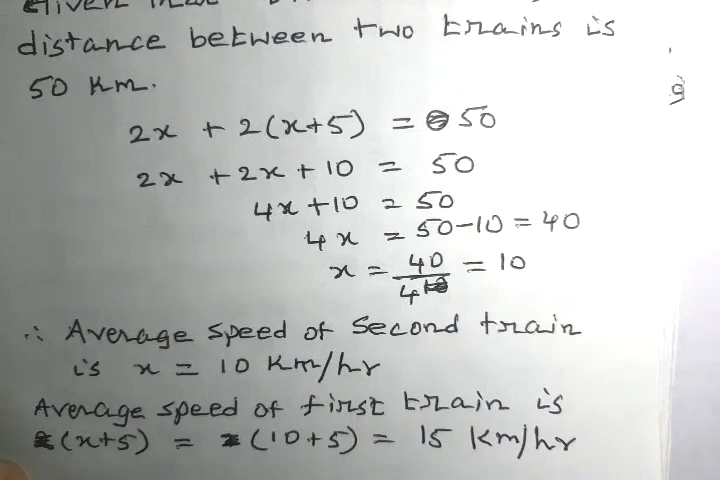 Given that
distance between two trains is
50 Km.
2x + 2(x+5) = 50
2x + 2x + 10 = 50
4x + 10 = 50
4x = 50-10 = 40
x = 40/4 = 10
∴ Average speed of second train
is x = 10 Km/hr
Average speed of first train is
(x+5) = (10+5) = 15 Km/hr